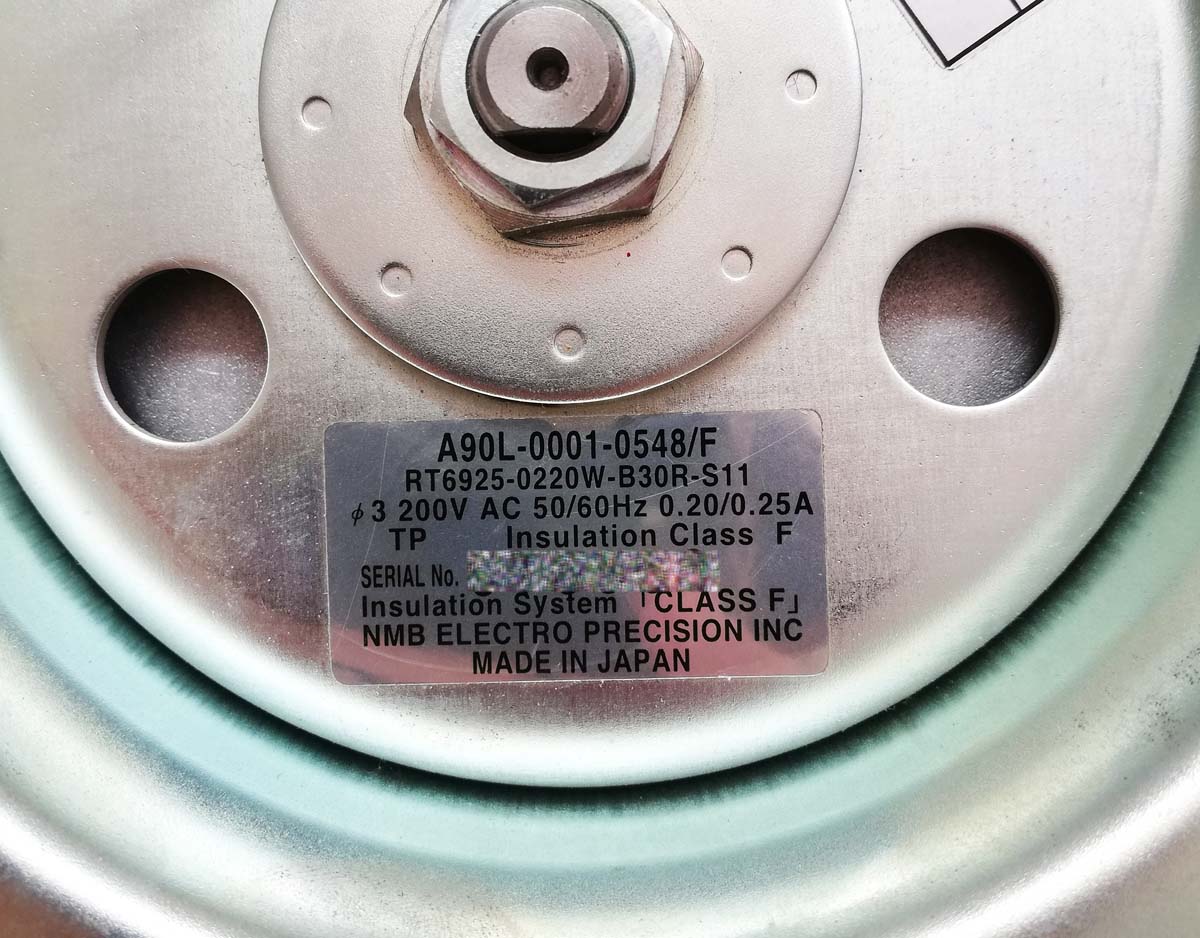 A90L-0001-0548/F
RT6925-0220W-B30R-S11
φ3 200V AC 50/60Hz 0.20/0.25A
TP Insulation Class F
SERIAL No.
Insulation System 「CLASS F」
NMB ELECTRO PRECISION INC
MADE IN JAPAN